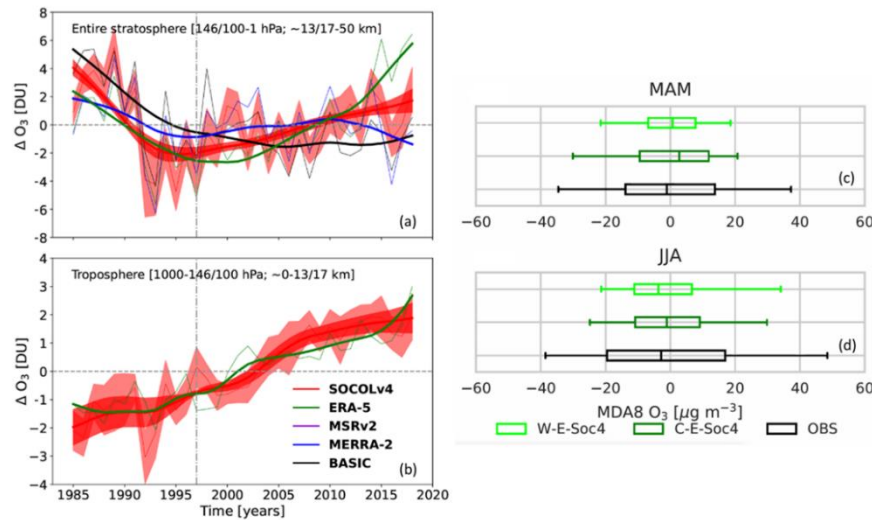 Entire stratosphere [146/100-1 hPa; ~13/17-50 km]
8
6
4
2
0
−2
−4
−6
−8
Δ O₃ [DU]
(a)
Troposphere [1000-146/100 hPa; ~0-13/17 km]
3
2
1
0
−1
−2
−3
−4
Δ O₃ [DU]
SOCOLv4
ERA-5
MSRv2
MERRA-2
BASIC
(b)
1985 1990 1995 2000 2005 2010 2015 2020
Time [years]
MAM
(c)
−60 −40 −20 0 20 40 60
JJA
(d)
−60 −40 −20 0 20 40 60
MDA8 O₃ [μg m⁻³]
W-E-Soc4 C-E-Soc4 OBS